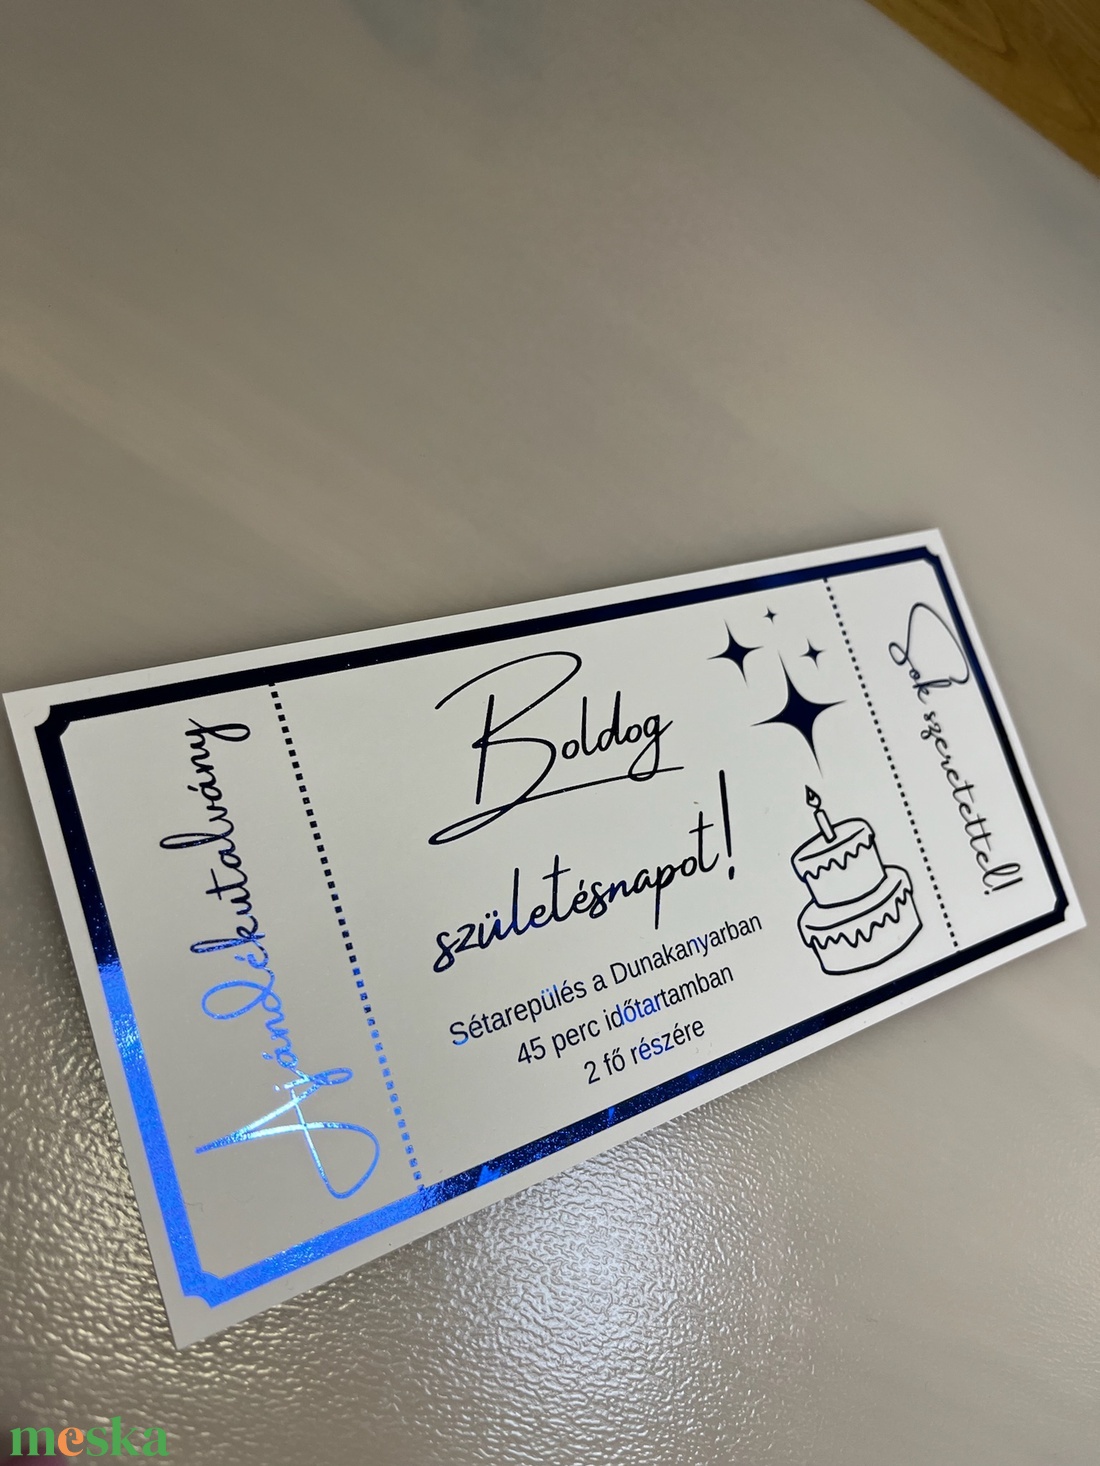 Ajándékutalvány
Boldog
születésnapot!
Sétarepülés a Dunakanyarban
45 perc időtartamban
2 fő részére
Sok szeretettel!
meska